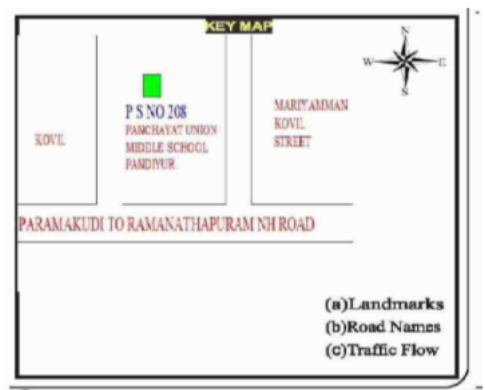 KEY MAP
N
W
E
S
P S NO 208
PANCHAYAT UNION
MIDDLE SCHOOL
PANDIYUR.
KOVIL
MARIYAMMAN
KOVIL
STREET
PARAMAKUDI TO RAMANATHAPURAM NH ROAD
(a)Landmarks
(b)Road Names
(c)Traffic Flow